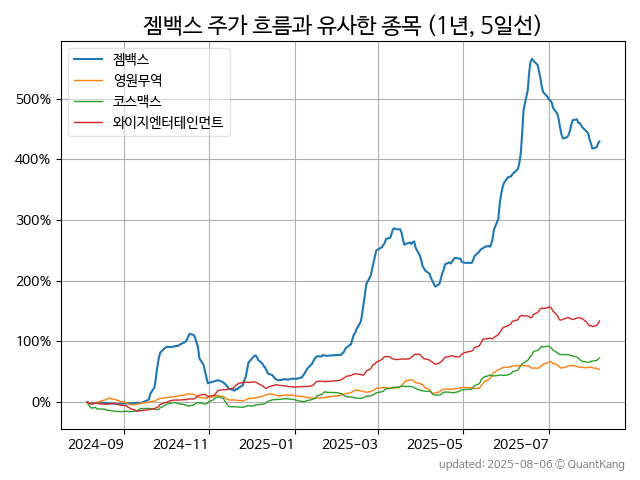 젬백스 주가 흐름과 유사한 종목 (1년, 5일선)
젬백스
영원무역
코스맥스
와이지엔터테인먼트
500%
400%
300%
200%
100%
0%
2024-09 2024-11 2025-01 2025-03 2025-05 2025-07
updated: 2025-08-06 © QuantKang